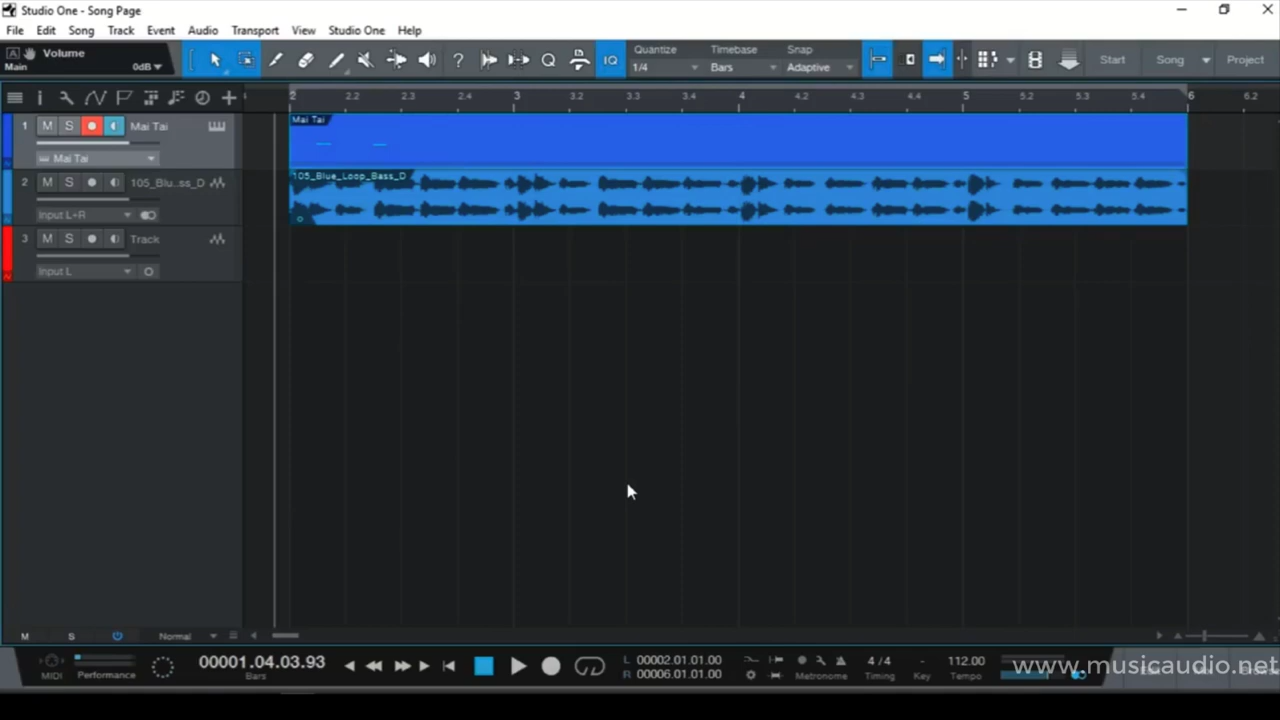 Studio One - Song Page
File Edit Song Track Event Audio Transport View Studio One Help
A Volume
Main 0dB
Quantize Timebase Snap
1/4 Bars Adaptive
? Q IQ
Start Song Project
2 2.2 2.3 2.4 3 3.2 3.3 3.4 4 4.2 4.3 4.4 5 5.2 5.3 5.4 6 6.2
1 M S Mai Tai
Mai Tai
Mai Tai
2 M S 105_Blu..ss_D
Input L+R
105_Blue_Loop_Bass_D
3 M S Track
Input L
M S Normal
MIDI Performance
00001.04.03.93
Bars
L 00002.01.01.00
R 00006.01.01.00
Metronome
4 / 4
Timing
-
Key
112.00
Tempo
www.musicaudio.net